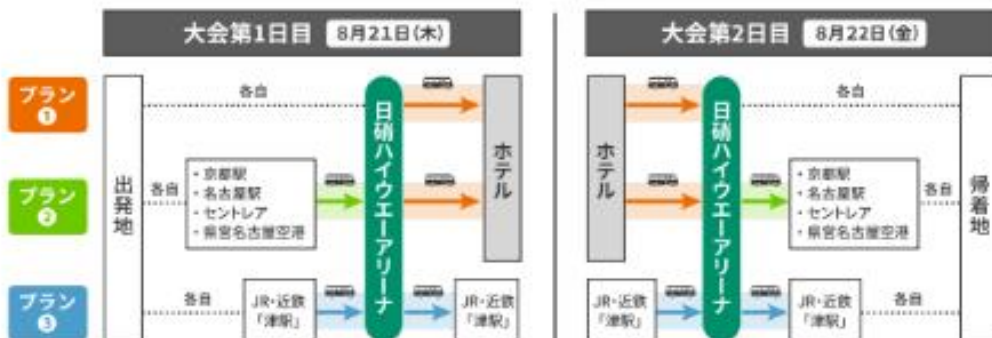 大会第1日目 8月21日(木)
大会第2日目 8月22日(金)
プラン
❶
各自
プラン
❷
各自
・京都駅
・名古屋駅
・セントレア
・県営名古屋空港
プラン
❸
各自
JR・近鉄
「津駅」
出発地
日硝ハイウエーアリーナ
ホテル
JR・近鉄
「津駅」
ホテル
JR・近鉄
「津駅」
日硝ハイウエーアリーナ
各自
・京都駅
・名古屋駅
・セントレア
・県営名古屋空港
各自
JR・近鉄
「津駅」
各自
帰着地